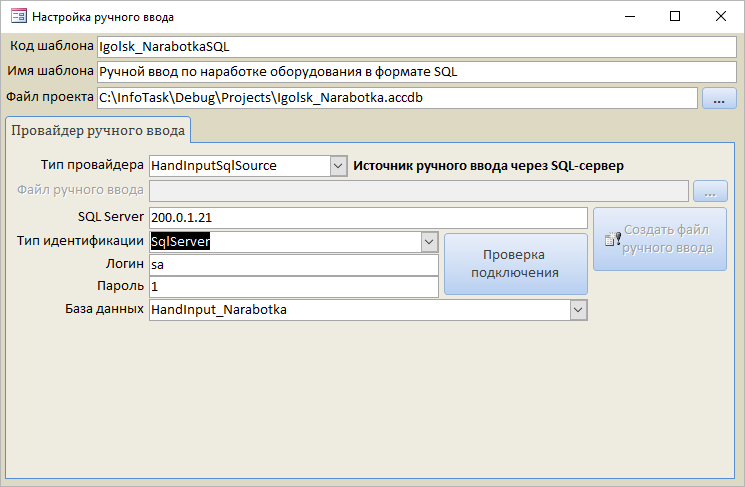 Настройка ручного ввода
Код шаблона Igolsk_NarabotkaSQL
Имя шаблона Ручной ввод по наработке оборудования в формате SQL
Файл проекта C:\InfoTask\Debug\Projects\Igolsk_Narabotka.accdb ...
Провайдер ручного ввода
Тип провайдера HandInputSqlSource Источник ручного ввода через SQL-сервер
Файл ручного ввода ...
SQL Server 200.0.1.21
Создать файл
ручного ввода
Тип идентификации SqlServer
Проверка
подключения
Логин sa
Пароль 1
База данных HandInput_Narabotka